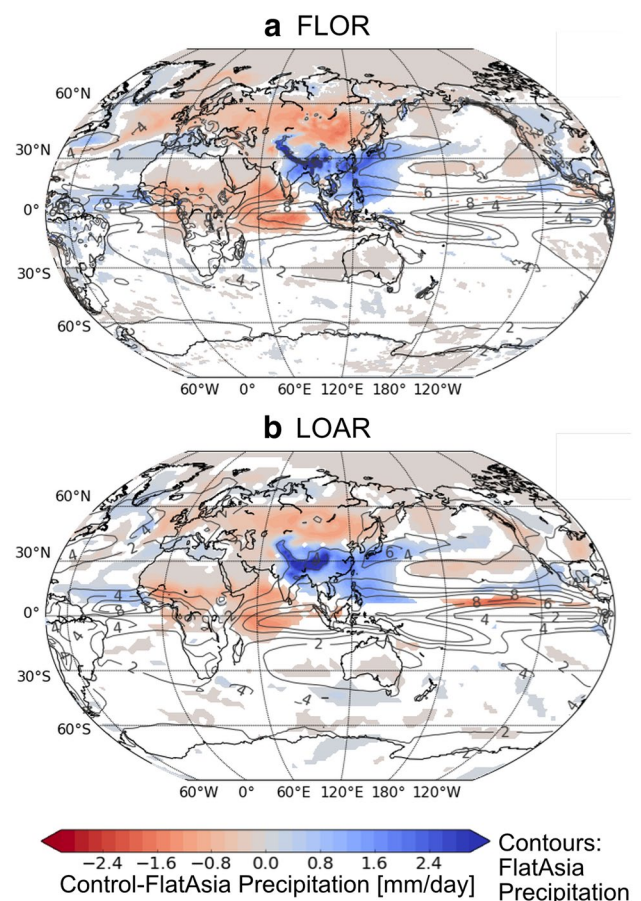 a FLOR
60°N
30°N
0°
30°S
60°S
60°W 0° 60°E 120°E 180° 120°W
b LOAR
60°N
30°N
0°
30°S
60°S
60°W 0° 60°E 120°E 180° 120°W
−2.4 −1.6 −0.8 0.0 0.8 1.6 2.4
Control-FlatAsia Precipitation [mm/day]
Contours:
FlatAsia
Precipitation